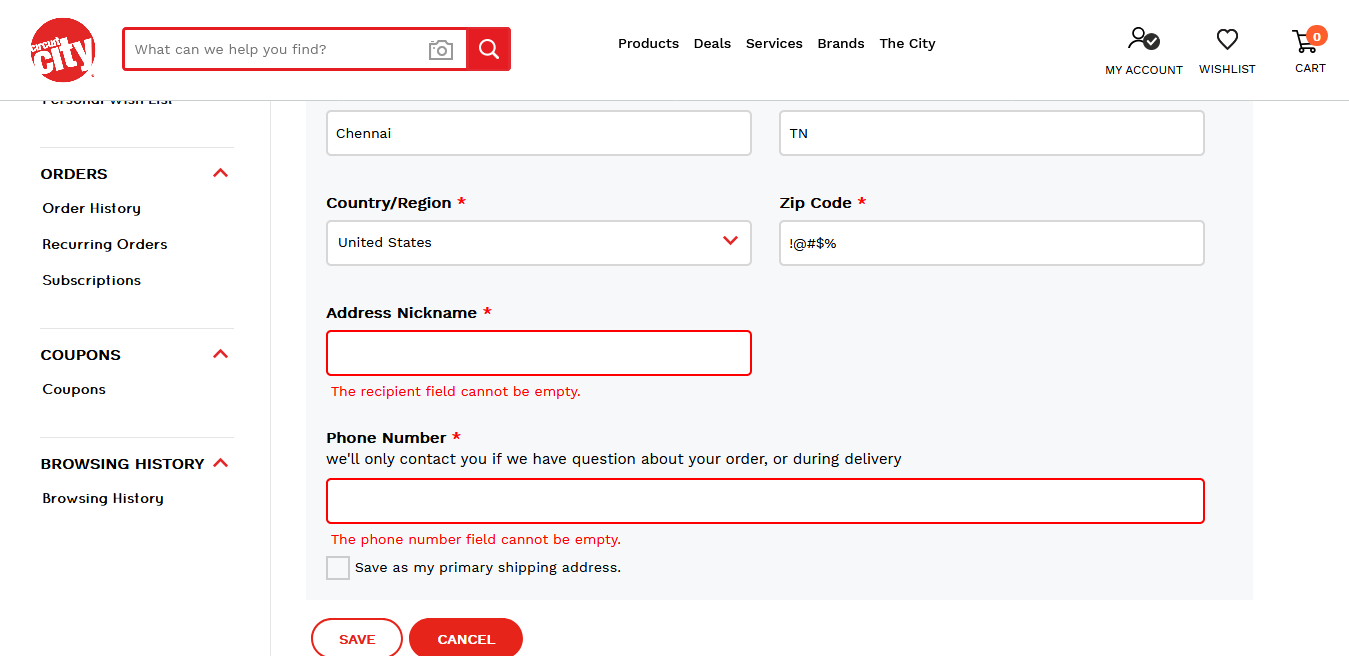 circuit
city
What can we help you find?
Products Deals Services Brands The City
MY ACCOUNT
WISHLIST
0
CART
Personal Wish List
ORDERS
Order History
Recurring Orders
Subscriptions
COUPONS
Coupons
BROWSING HISTORY
Browsing History
Chennai
TN
Country/Region *
United States
Zip Code *
!@#$%
Address Nickname *
The recipient field cannot be empty.
Phone Number *
we'll only contact you if we have question about your order, or during delivery
The phone number field cannot be empty.
Save as my primary shipping address.
SAVE
CANCEL